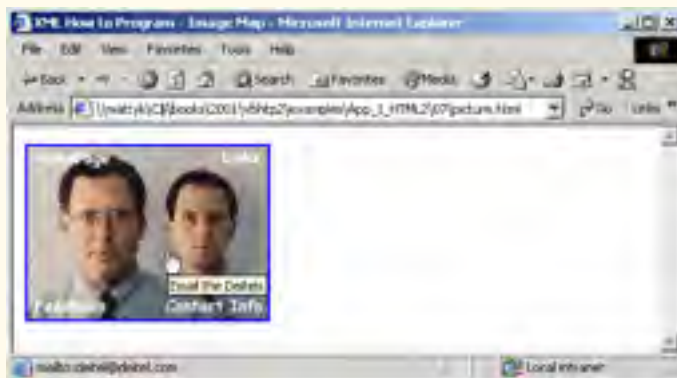 XML How to Program - Image Map - Microsoft Internet Explorer
File Edit View Favorites Tools Help
Back Search Favorites Media
Address Go Links
Links
Email the Deitels
Contact Info
mailto:deitel@deitel.com
Local intranet